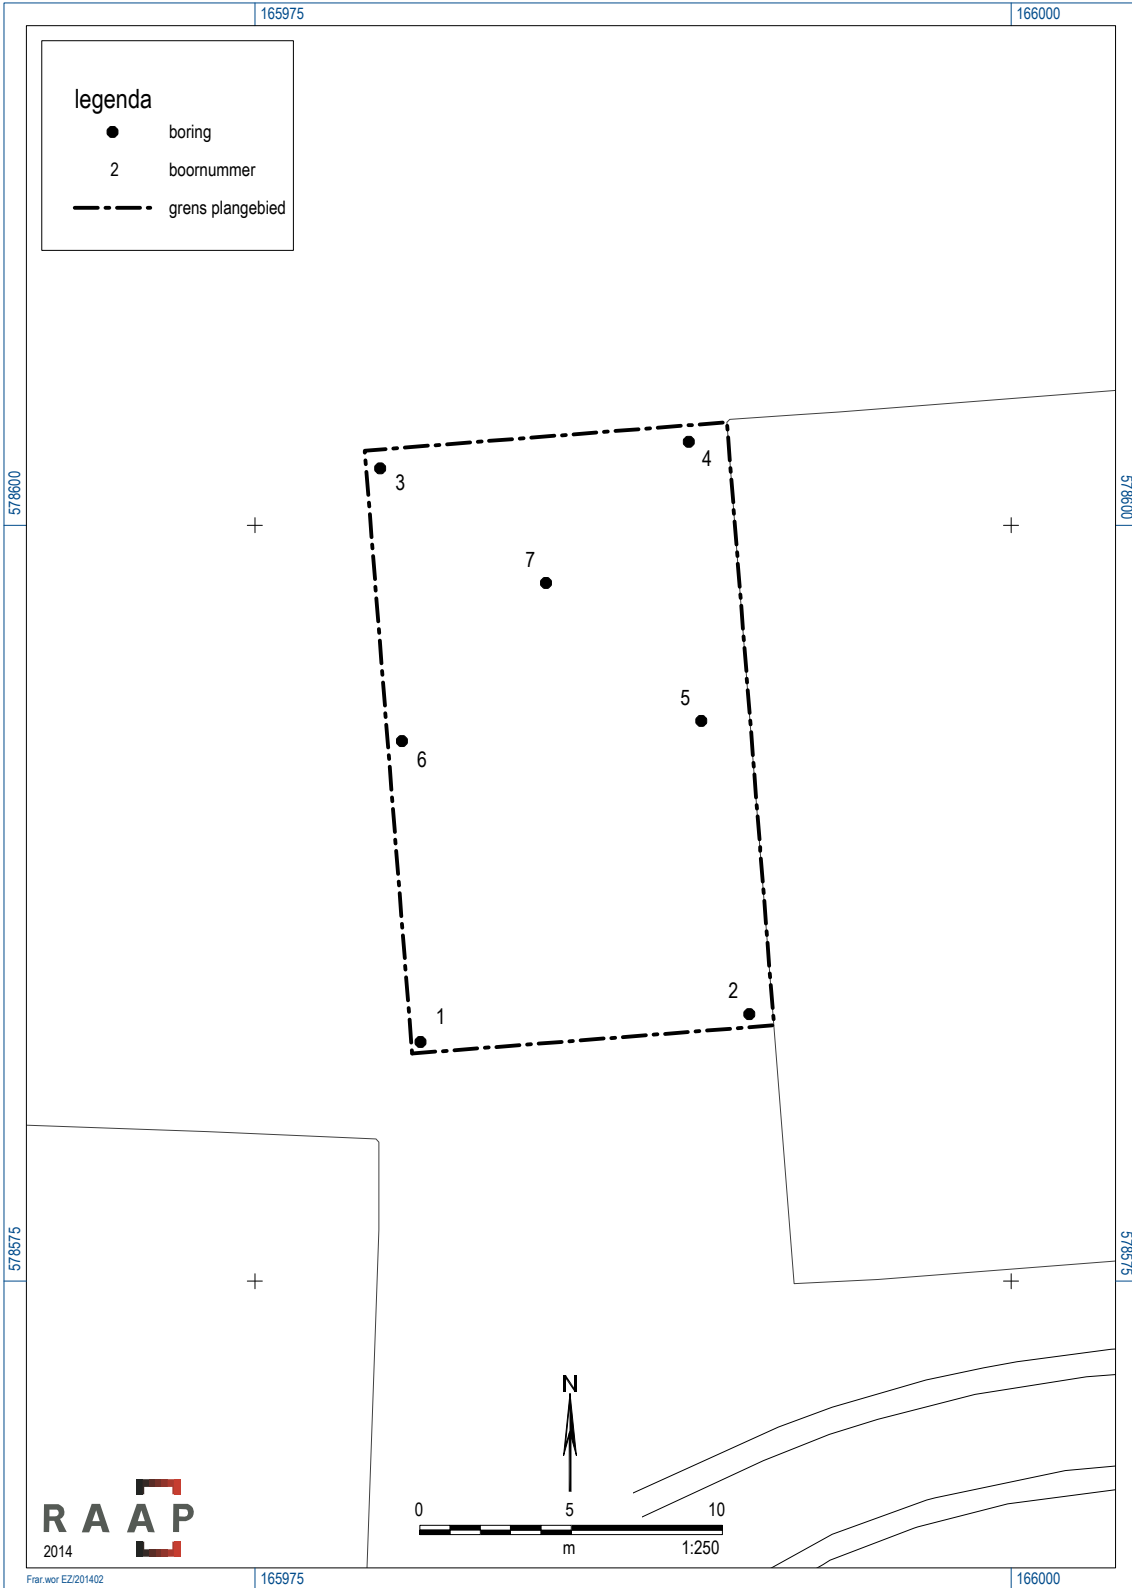 165975 166000
legenda
boring
2 boornummer
grens plangebied
4
3
578600 578600
7
5
6
2
1
578575 578575
N
0 5 10
m 1:250
RAAP
2014
Frar.wor EZ/201402
165975 166000